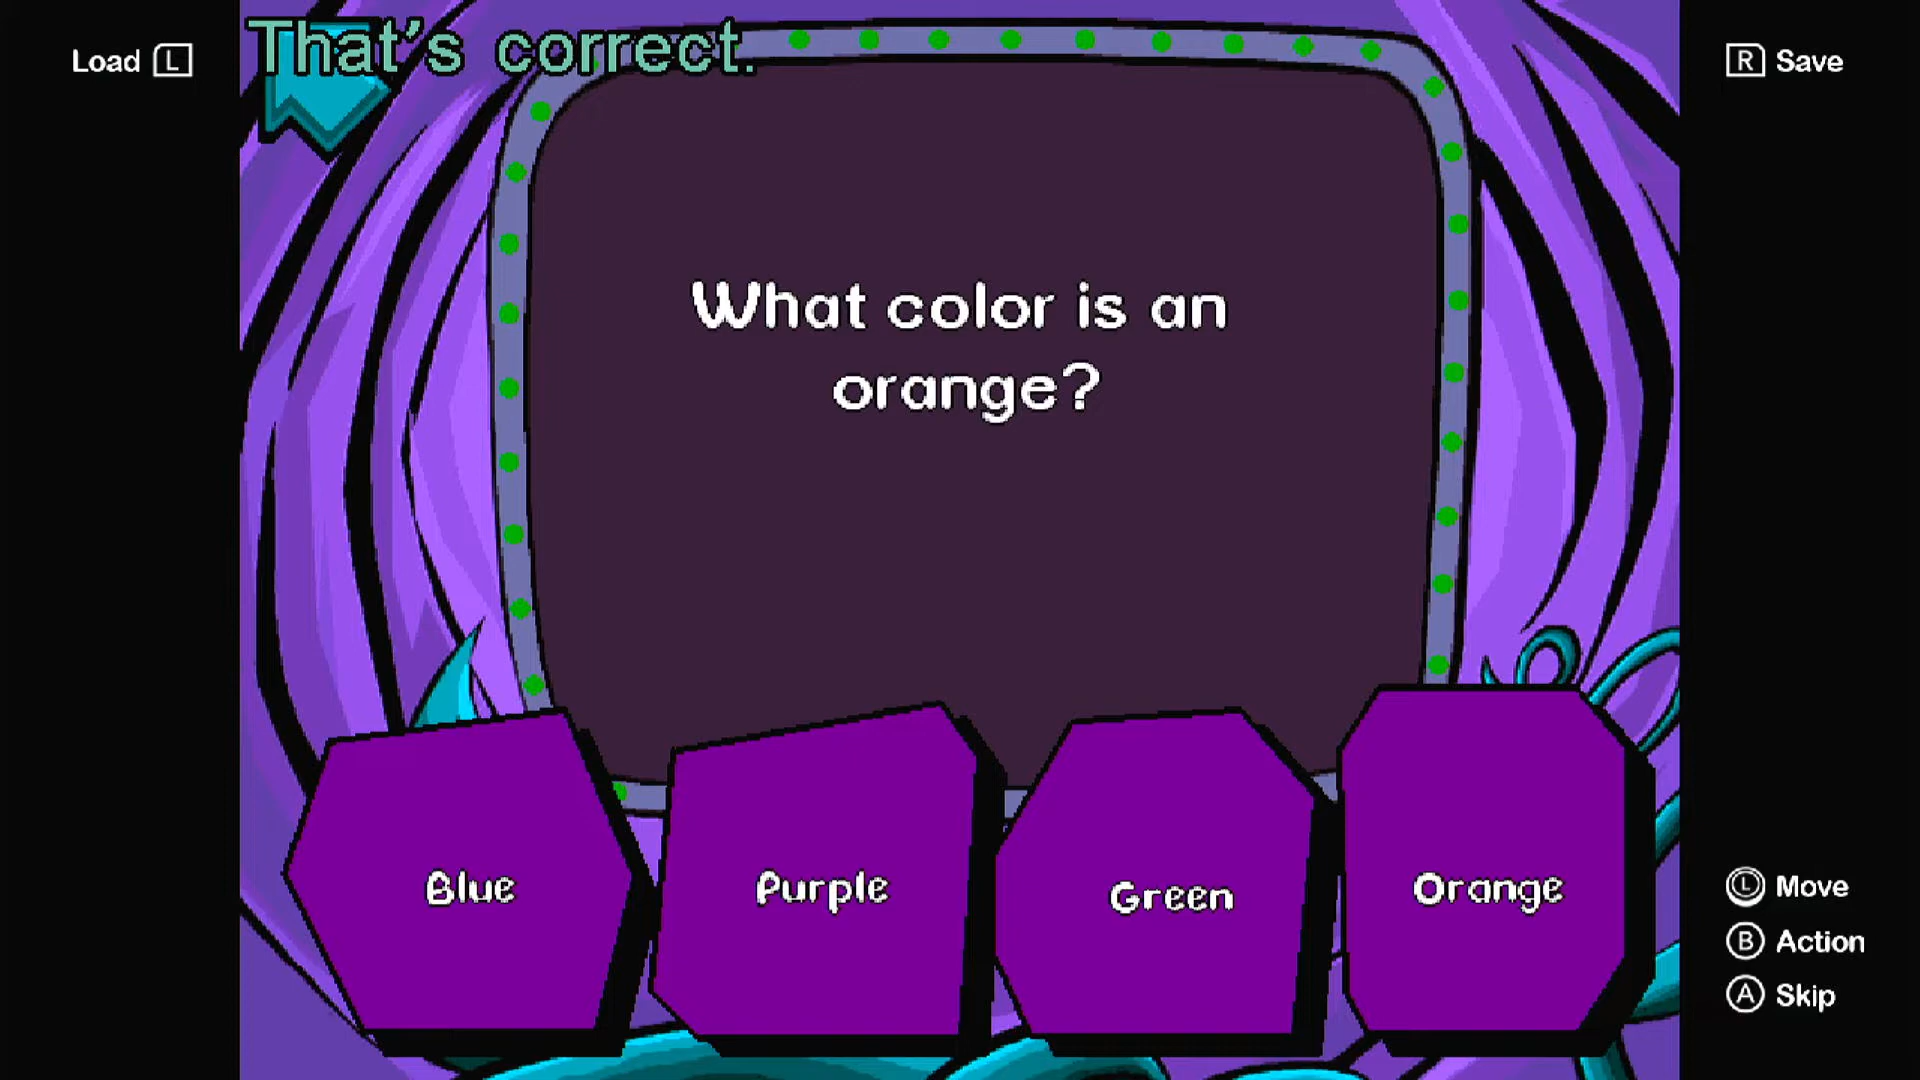 Load L
That's correct.
R Save
What color is an
orange?
Blue
Purple
Green
Orange
L Move
B Action
A Skip